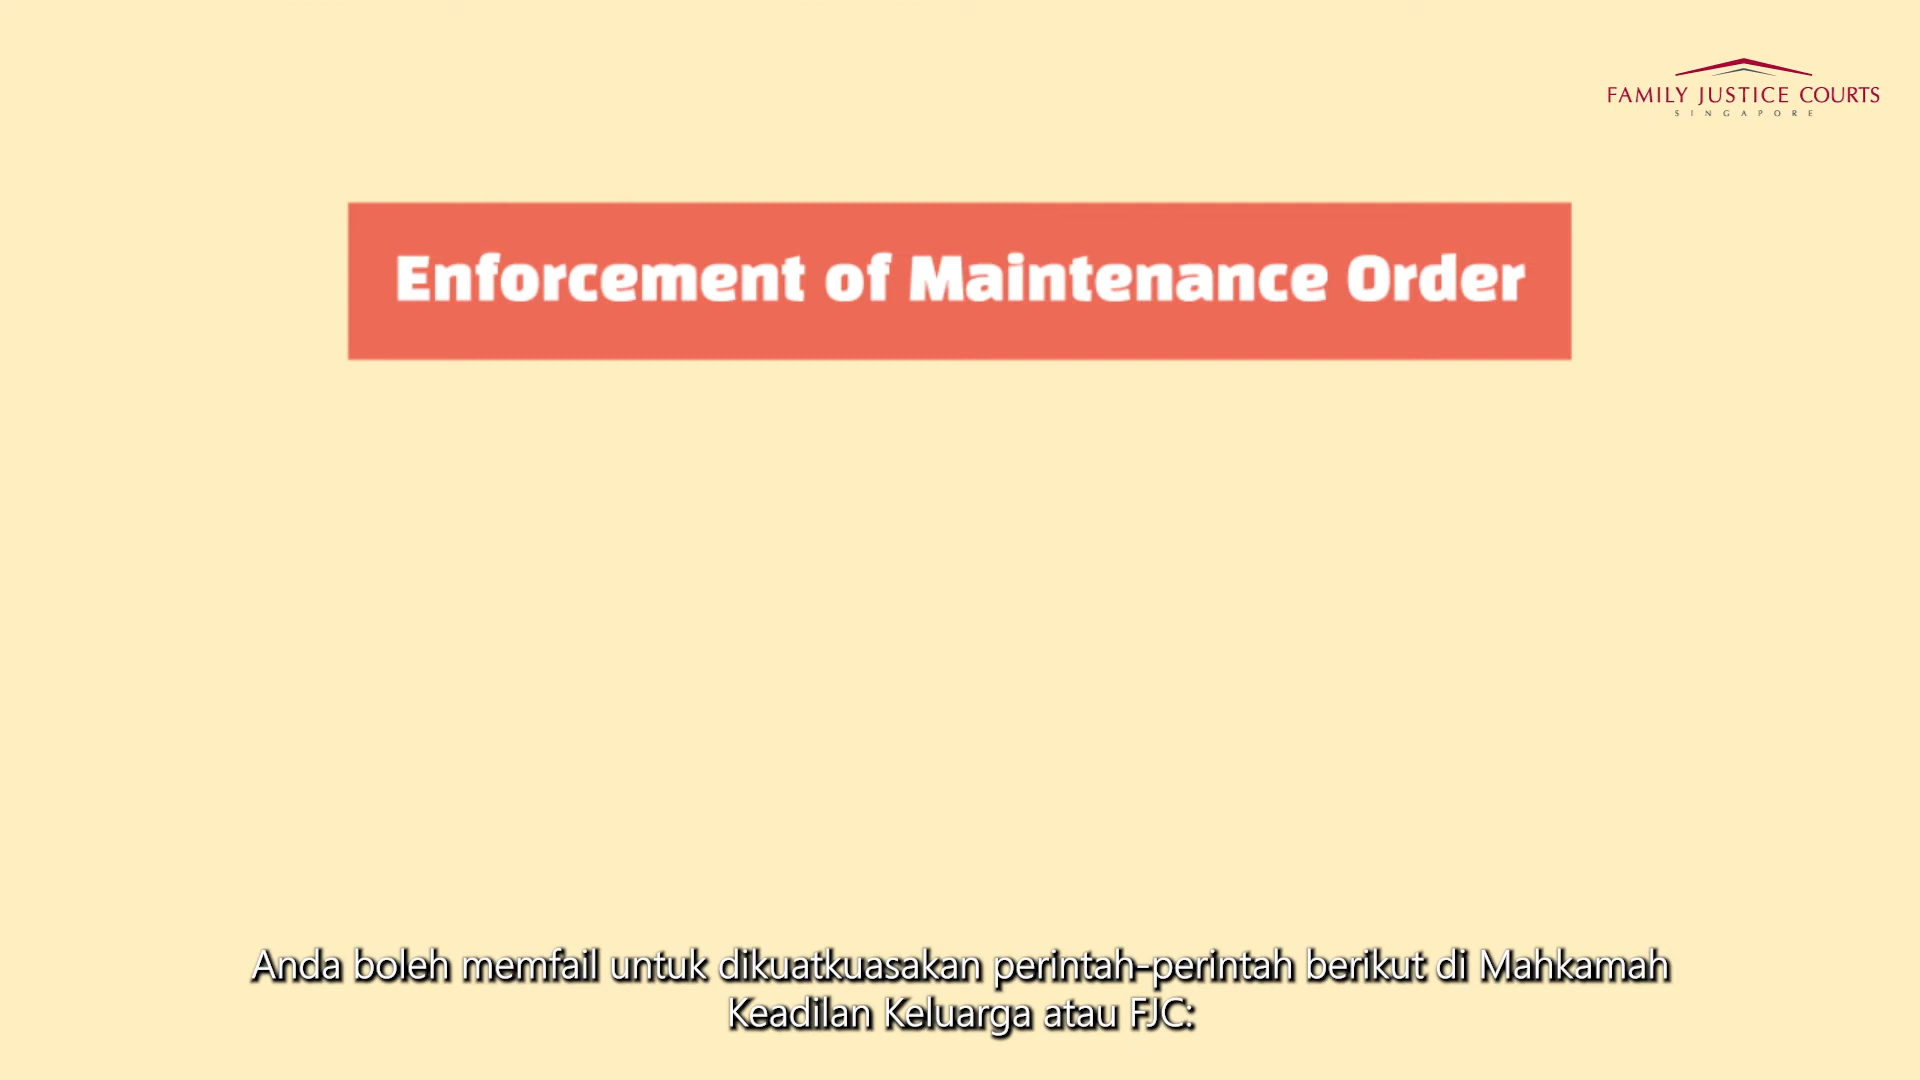 FAMILY JUSTICE COURTS
SINGAPORE
Enforcement of Maintenance Order
Anda boleh memfail untuk dikuatkuasakan perintah-perintah berikut di Mahkamah
Keadilan Keluarga atau FJC: